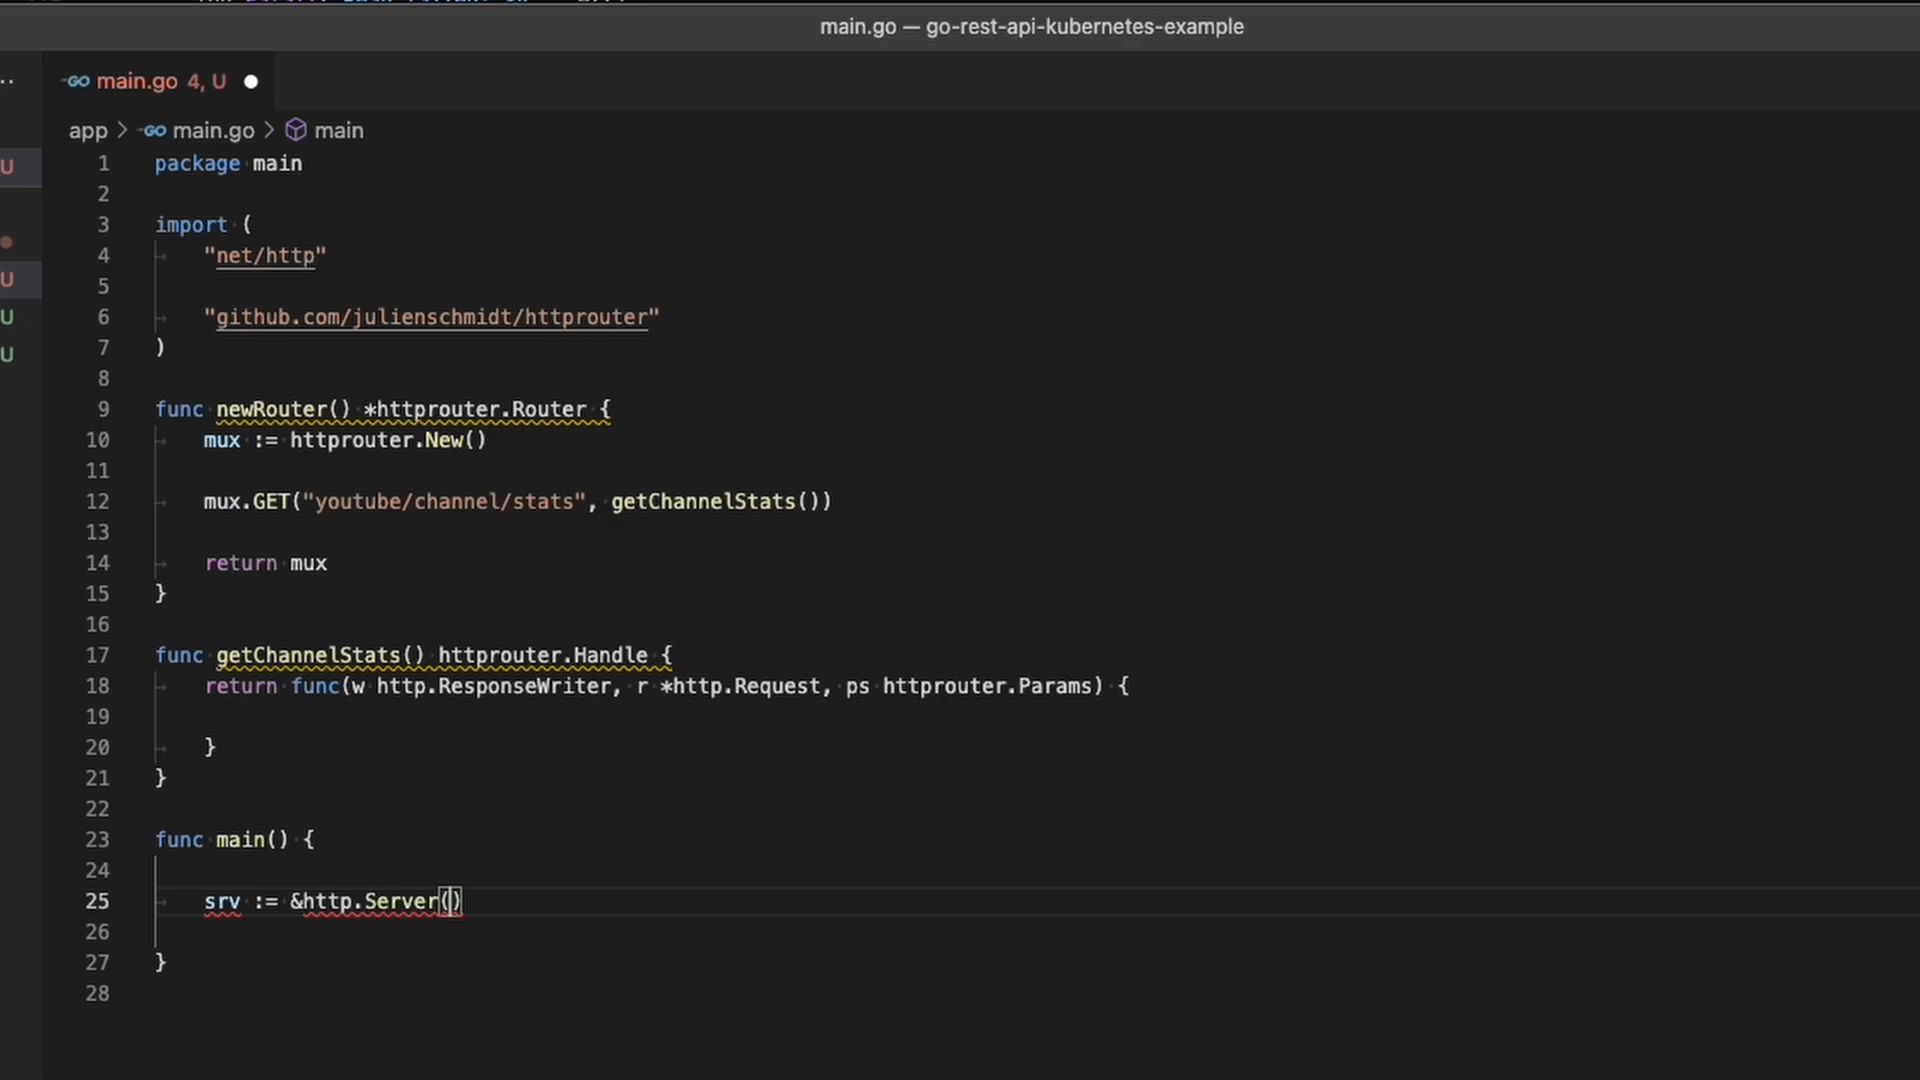 main.go — go-rest-api-kubernetes-example
main.go 4, U
app > main.go > main
1 package main
2
3 import (
4 "net/http"
5
6 "github.com/julienschmidt/httprouter"
7 )
8
9 func newRouter() *httprouter.Router {
10 mux := httprouter.New()
11
12 mux.GET("youtube/channel/stats", getChannelStats())
13
14 return mux
15 }
16
17 func getChannelStats() httprouter.Handle {
18 return func(w http.ResponseWriter, r *http.Request, ps httprouter.Params) {
19
20 }
21 }
22
23 func main() {
24
25 srv := &http.Server()
26
27 }
28
U
U
U
U